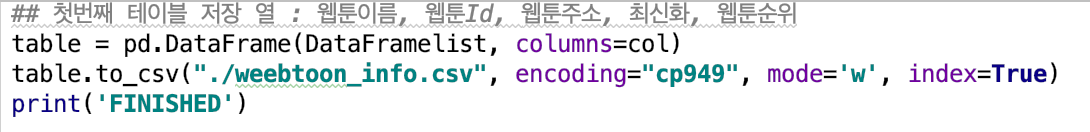 ## 첫번째 테이블 저장 열 : 웹툰이름, 웹툰Id, 웹툰주소, 최신화, 웹툰순위
table = pd.DataFrame(DataFramelist, columns=col)
table.to_csv("./weebtoon_info.csv", encoding="cp949", mode='w', index=True)
print('FINISHED')